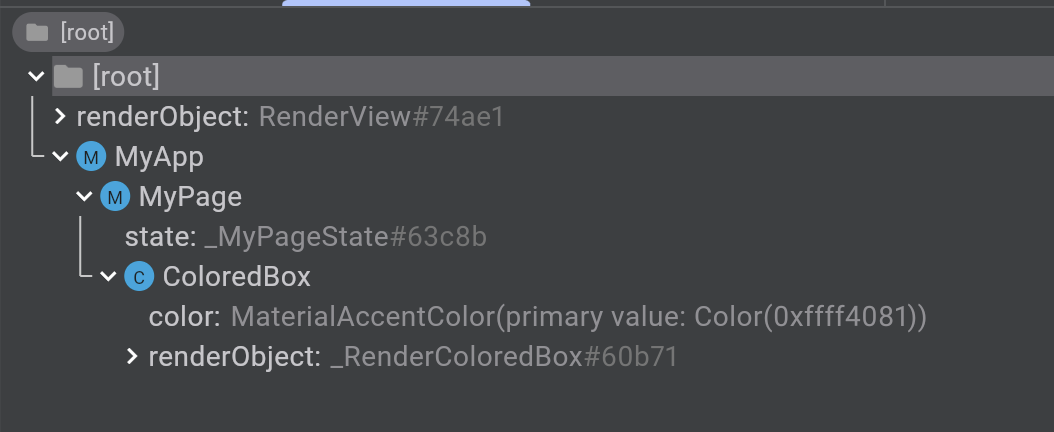 [root]
[root]
renderObject: RenderView#74ae1
M MyApp
M MyPage
state: _MyPageState#63c8b
C ColoredBox
color: MaterialAccentColor(primary value: Color(0xffff4081))
renderObject: _RenderColoredBox#60b71